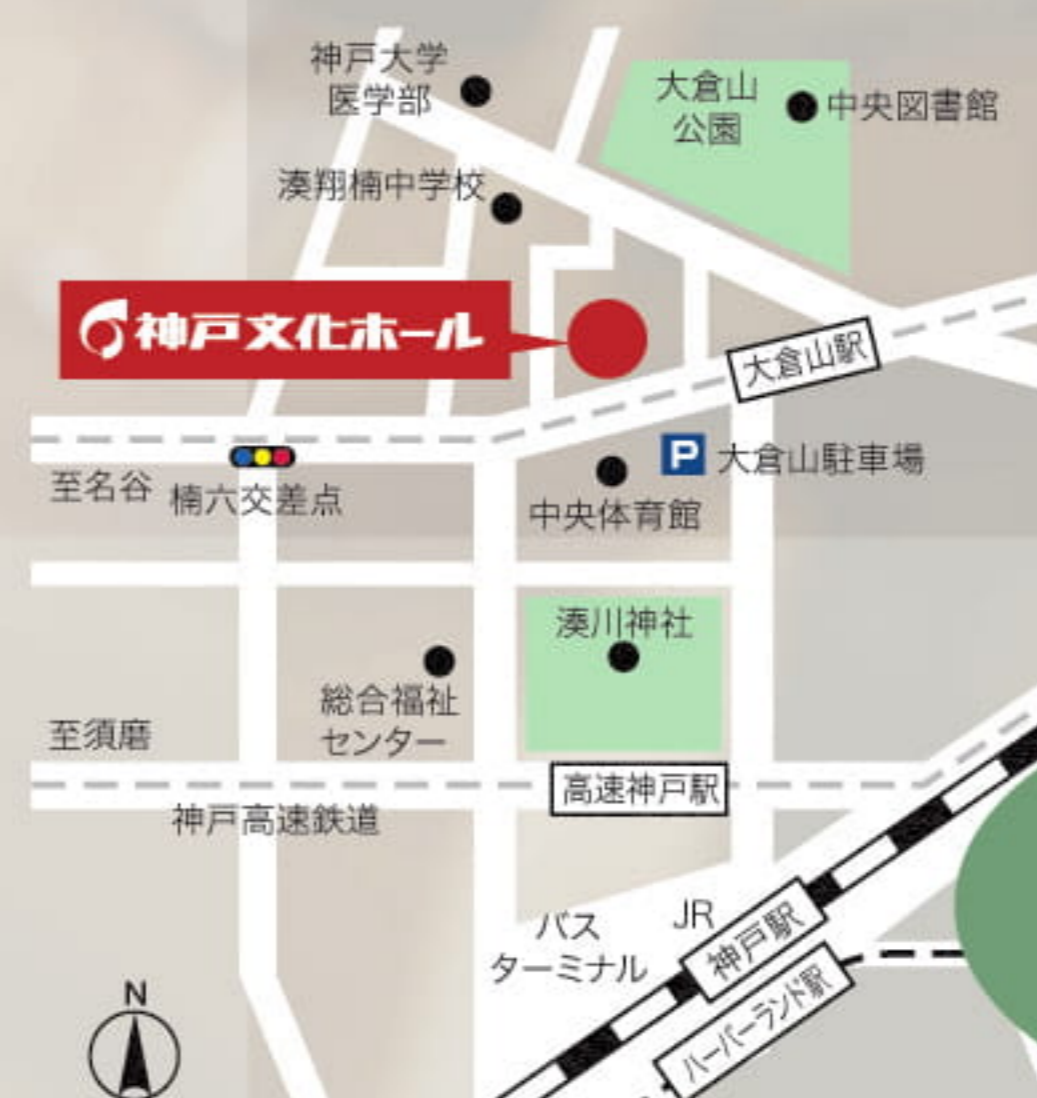 神戸大学
医学部
大倉山
公園
中央図書館
湊翔楠中学校
神戸文化ホール
大倉山駅
P 大倉山駐車場
至名谷
楠六交差点
中央体育館
湊川神社
総合福祉
センター
至須磨
高速神戸駅
神戸高速鉄道
バス
ターミナル
JR
神戸駅
ハーバーランド駅
N